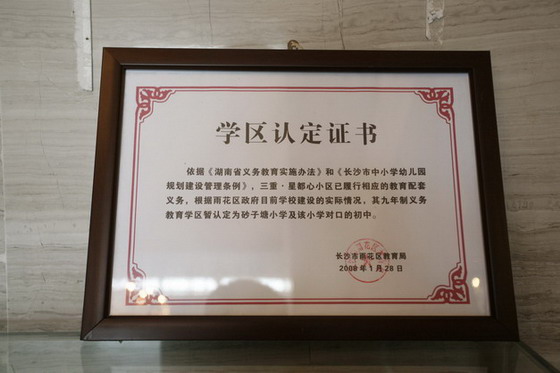 学区认定证书
依据《湖南省义务教育实施办法》和《长沙市中小学幼儿园
规划建设管理条例》，三重·星都心小区已履行相应的教育配套
义务，根据雨花区政府目前学校建设的实际情况，其九年制义务
教育学区暂认定为砂子塘小学及该小学对口的初中。
长沙市雨花区教育局
2008年1月28日